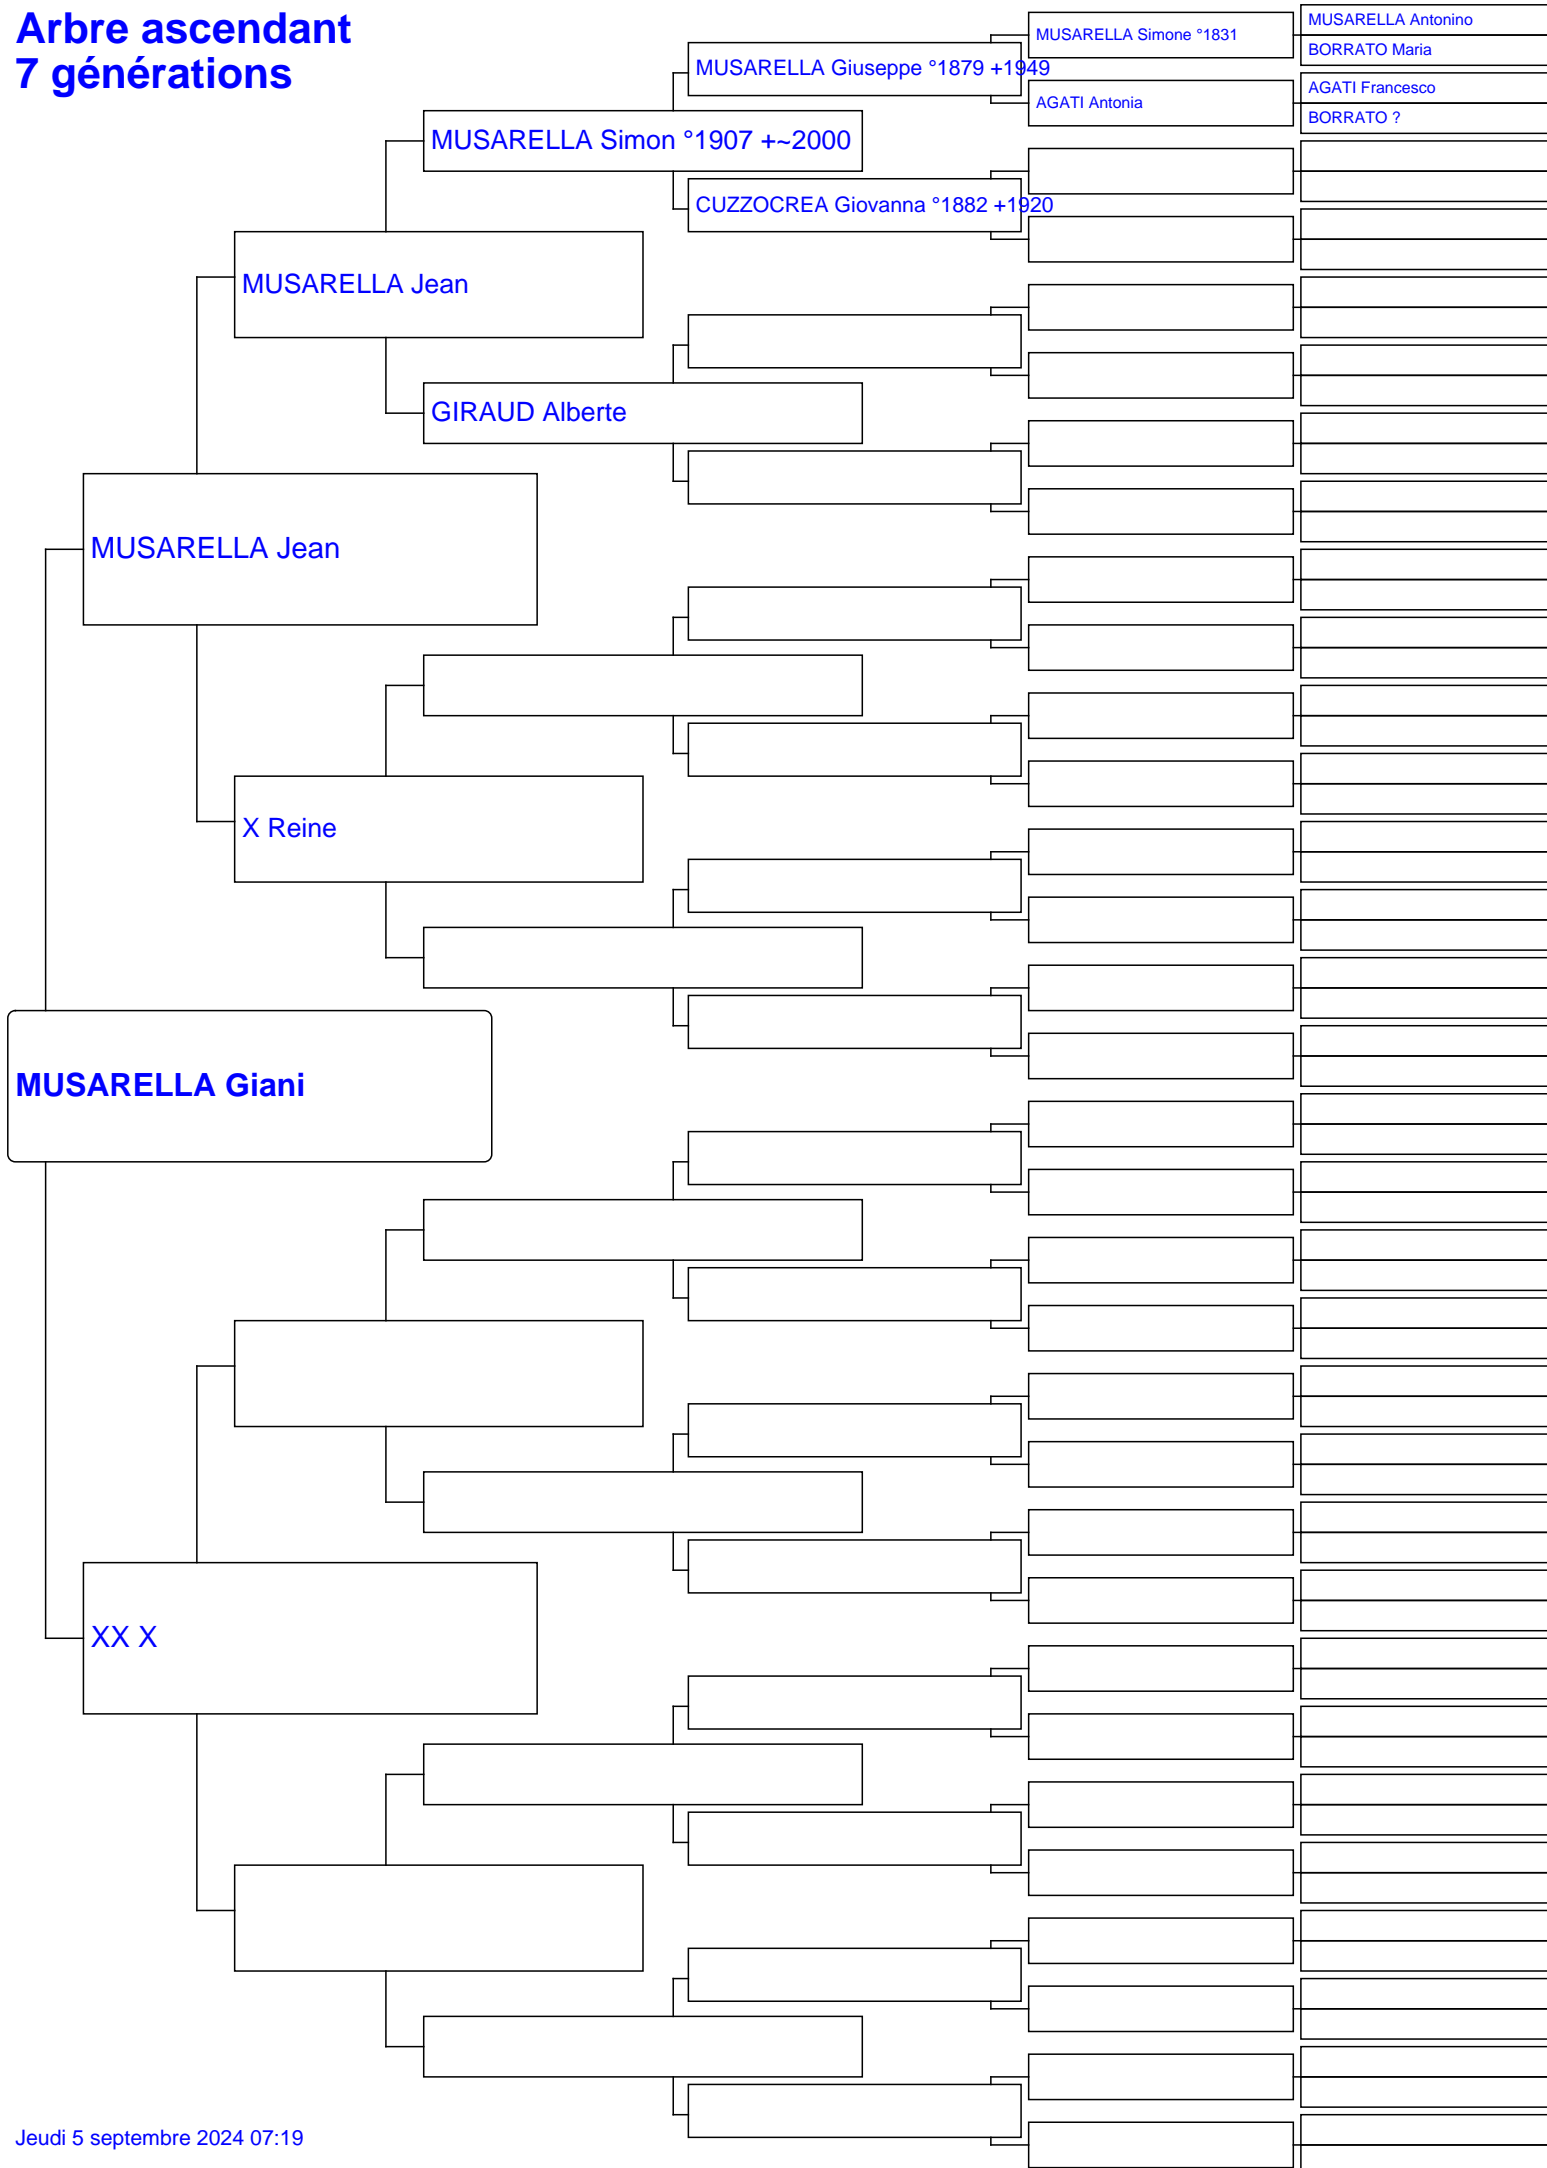 Arbre ascendant
7 générations
MUSARELLA Simone °1831
MUSARELLA Antonino
BORRATO Maria
MUSARELLA Giuseppe °1879 +1949
AGATI Antonia
AGATI Francesco
BORRATO ?
MUSARELLA Simon °1907 +~2000
CUZZOCREA Giovanna °1882 +1920
MUSARELLA Jean
GIRAUD Alberte
MUSARELLA Jean
X Reine
MUSARELLA Giani
XX X
Jeudi 5 septembre 2024 07:19